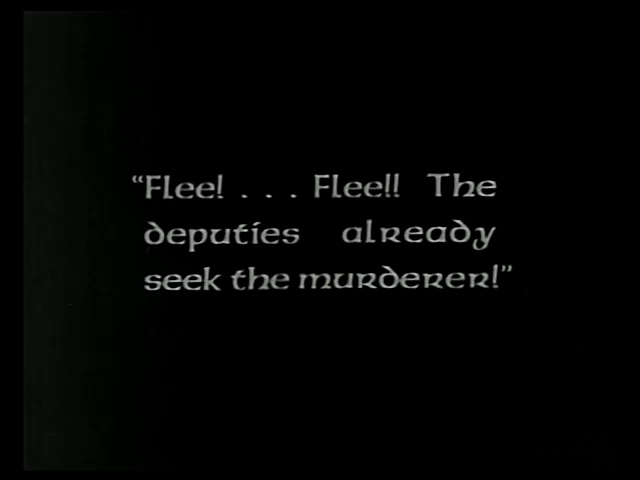 “Flee! . . . Flee!! The
deputies already
seek the murderer!”